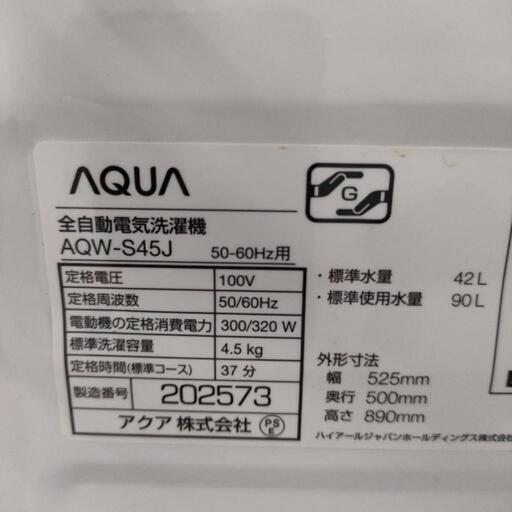 AQUA
全自動電気洗濯機
AQW-S45J 50-60Hz用
定格電圧 100V
定格周波数 50/60Hz
電動機の定格消費電力 300/320 W
標準洗濯容量 4.5 kg
定格時間(標準コース) 37 分
製造番号 202573
アクア 株式会社 PSE
G
・標準水量 42 L
・標準使用水量 90 L
外形寸法
幅 525mm
奥行 500mm
高さ 890mm
ハイアールジャパンホールディングス株式会社